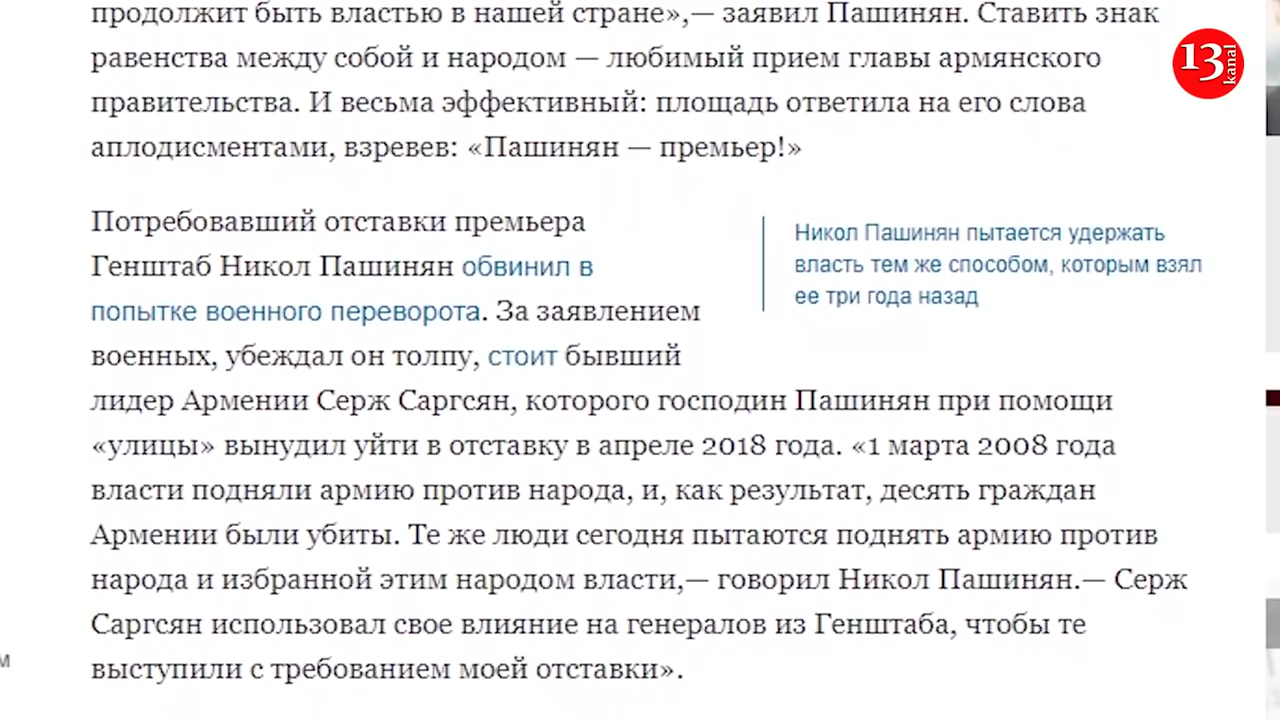 продолжит быть властью в нашей стране»,— заявил Пашинян. Ставить знак
равенства между собой и народом — любимый прием главы армянского
правительства. И весьма эффективный: площадь ответила на его слова
аплодисментами, взревев: «Пашинян — премьер!»
13 kanal
Потребовавший отставки премьера
Генштаб Никол Пашинян обвинил в
попытке военного переворота. За заявлением
военных, убеждал он толпу, стоит бывший
лидер Армении Серж Саргсян, которого господин Пашинян при помощи
«улицы» вынудил уйти в отставку в апреле 2018 года. «1 марта 2008 года
власти подняли армию против народа, и, как результат, десять граждан
Армении были убиты. Те же люди сегодня пытаются поднять армию против
народа и избранной этим народом власти,— говорил Никол Пашинян.— Серж
Саргсян использовал свое влияние на генералов из Генштаба, чтобы те
выступили с требованием моей отставки».
Никол Пашинян пытается удержать
власть тем же способом, которым взял
ее три года назад
м